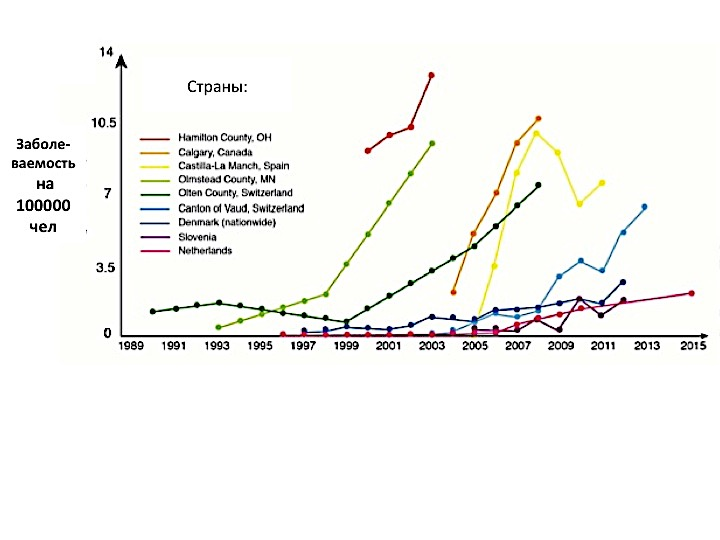 14
Страны:
10.5
Hamilton County, OH
Заболе-
Calgary, Canada
ваемость
Castilla-La Manch, Spain
на
Olmstead County, MN
100000
7
Olten County, Switzerland
чел
Canton of Vaud, Switzerland
Denmark (nationwide)
Slovenia
Netherlands
3.5
0
1989 1991 1993 1995 1997 1999 2001 2003 2005 2007 2009 2011 2013 2015